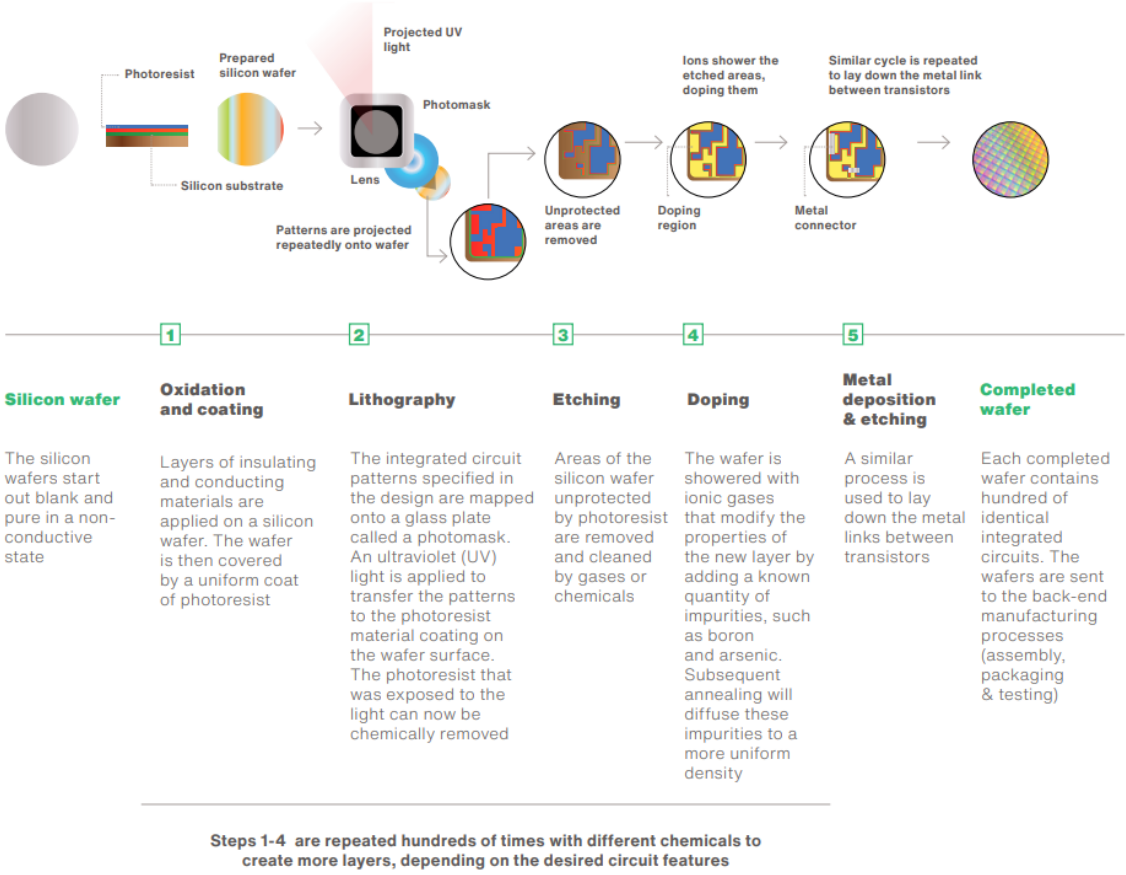 Projected UV
light
Prepared
silicon wafer
Photoresist
Ions shower the
etched areas,
doping them
Similar cycle is repeated
to lay down the metal link
between transistors
Photomask
Lens
Silicon substrate
Patterns are projected
repeatedly onto wafer
Unprotected
areas are
removed
Doping
region
Metal
connector
1
2
3
4
5
Silicon wafer
The silicon
wafers start
out blank and
pure in a non-
conductive
state
Oxidation
and coating
Layers of insulating
and conducting
materials are
applied on a silicon
wafer. The wafer
is then covered
by a uniform coat
of photoresist
Lithography
The integrated circuit
patterns specified in
the design are mapped
onto a glass plate
called a photomask.
An ultraviolet (UV)
light is applied to
transfer the patterns
to the photoresist
material coating on
the wafer surface.
The photoresist that
was exposed to the
light can now be
chemically removed
Etching
Areas of the
silicon wafer
unprotected
by photoresist
are removed
and cleaned
by gases or
chemicals
Doping
The wafer is
showered with
ionic gases
that modify the
properties of
the new layer by
adding a known
quantity of
impurities, such
as boron
and arsenic.
Subsequent
annealing will
diffuse these
impurities to a
more uniform
density
Metal
deposition
& etching
A similar
process is
used to lay
down the metal
links between
transistors
Completed
wafer
Each completed
wafer contains
hundred of
identical
integrated
circuits. The
wafers are sent
to the back-end
manufacturing
processes
(assembly,
packaging
& testing)
Steps 1-4 are repeated hundreds of times with different chemicals to
create more layers, depending on the desired circuit features